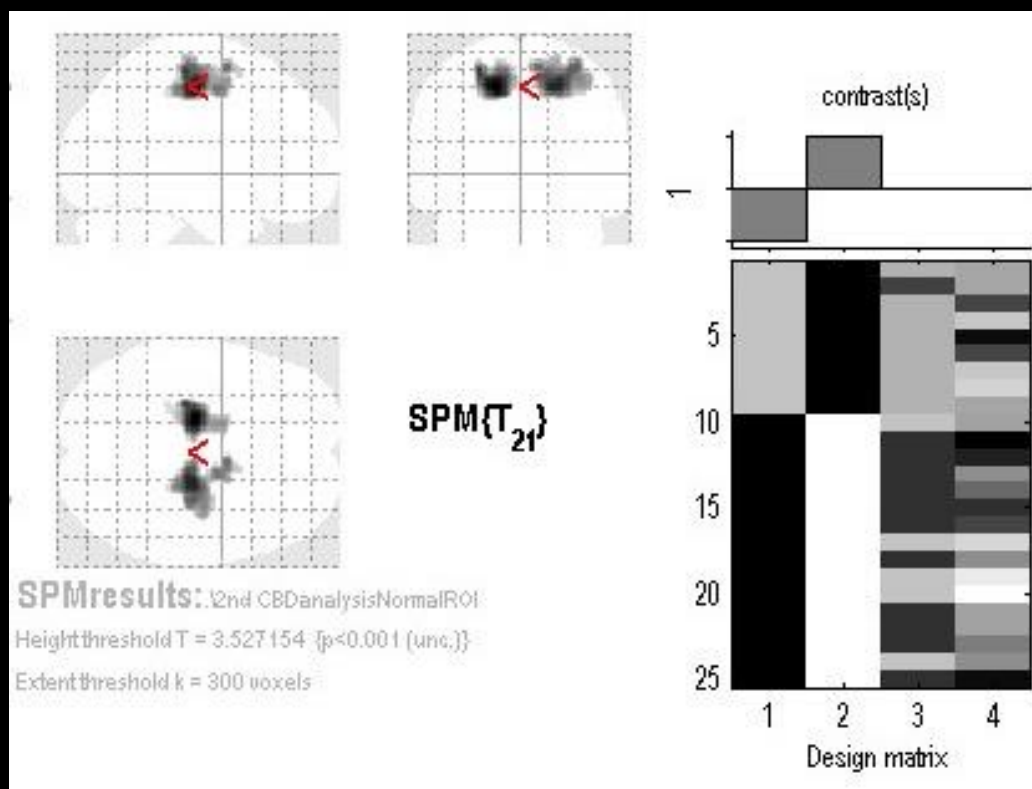 contrast(s)
1
SPM{T21}
5
10
15
20
25
1 2 3 4
Design matrix
SPMresults: .\2nd CBDanalysisNormalROI
Height threshold T = 3.527154 {p<0.001 (unc.)}
Extent threshold k = 300 voxels